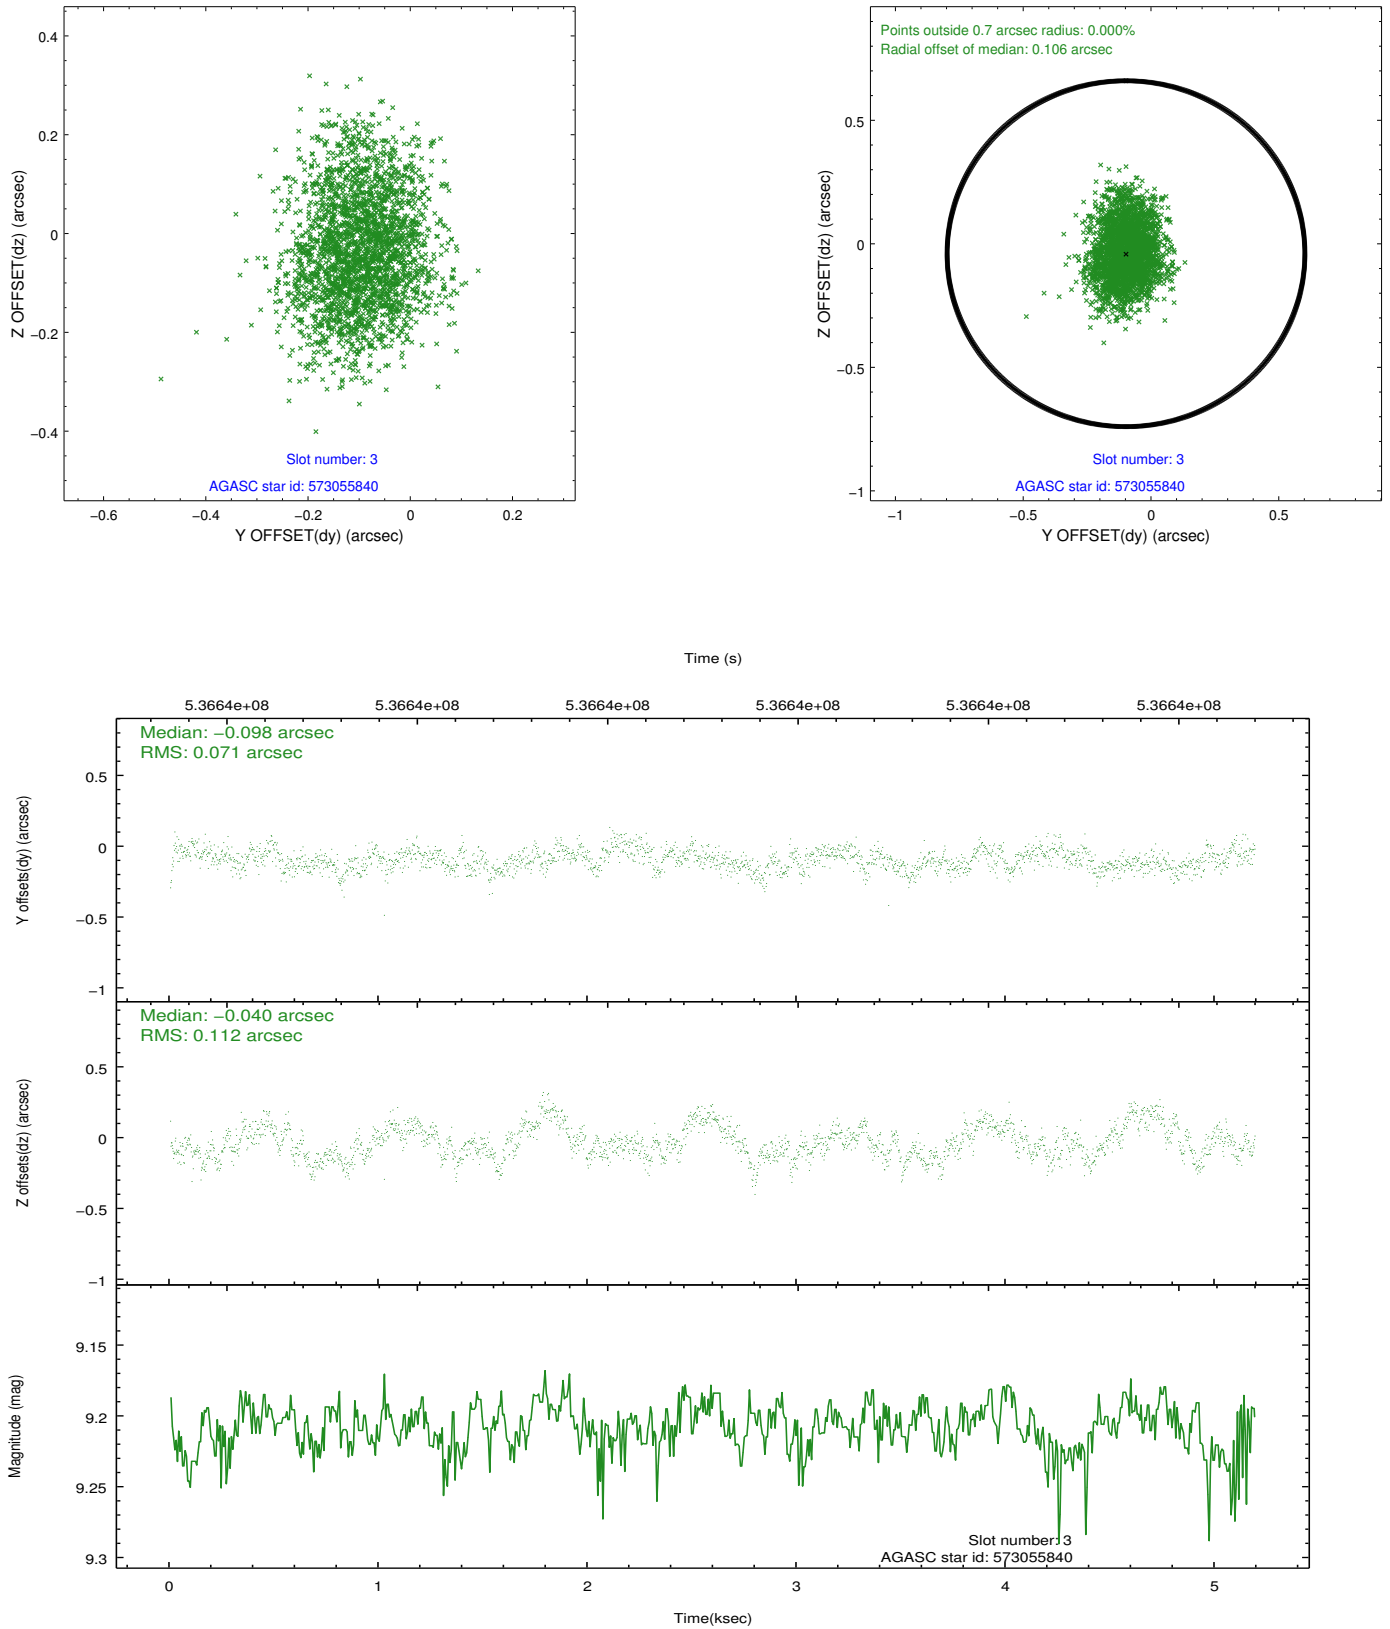 0.4
0.2
0
−0.2
−0.4
Z OFFSET(dz) (arcsec)
Slot number: 3
AGASC star id: 573055840
−0.6 −0.4 −0.2 0 0.2
Y OFFSET(dy) (arcsec)
Points outside 0.7 arcsec radius: 0.000%
Radial offset of median: 0.106 arcsec
0.5
0
−0.5
−1
Z OFFSET(dz) (arcsec)
Slot number: 3
AGASC star id: 573055840
−1 −0.5 0 0.5
Y OFFSET(dy) (arcsec)
Time (s)
5.3664e+08 5.3664e+08 5.3664e+08 5.3664e+08 5.3664e+08 5.3664e+08
Median: −0.098 arcsec
RMS: 0.071 arcsec
0.5
0
−0.5
−1
Y offsets(dy) (arcsec)
Median: −0.040 arcsec
RMS: 0.112 arcsec
0.5
0
−0.5
−1
Z offsets(dz) (arcsec)
9.15
9.2
9.25
9.3
Magnitude (mag)
Slot number: 3
AGASC star id: 573055840
0 1 2 3 4 5
Time(ksec)